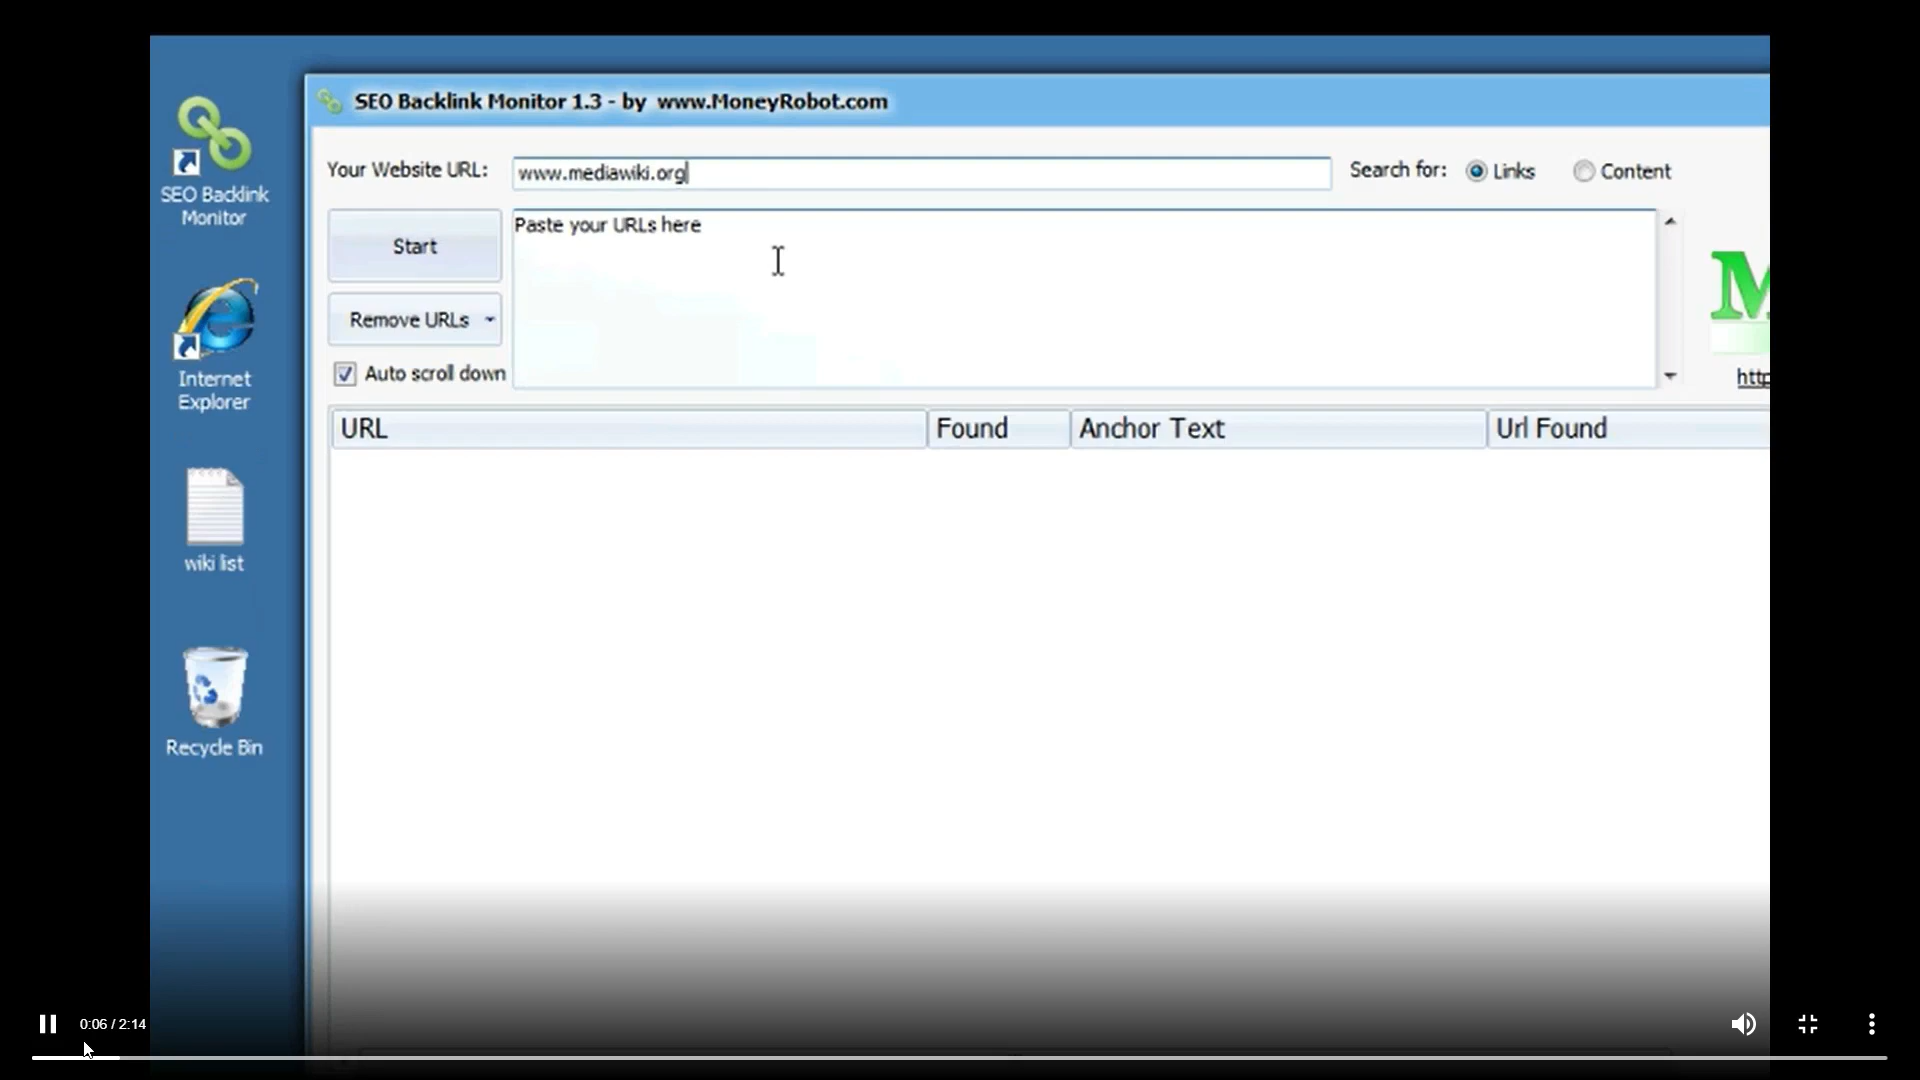 SEO Backlink Monitor 1.3 - by www.MoneyRobot.com
SEO Backlink
Monitor
Your Website URL:
www.mediawiki.org
Search for:
Links
Content
Start
Paste your URLs here
Remove URLs
Auto scroll down
M
http
Internet
Explorer
URL
Found
Anchor Text
Url Found
wiki list
Recycle Bin
0:06 / 2:14